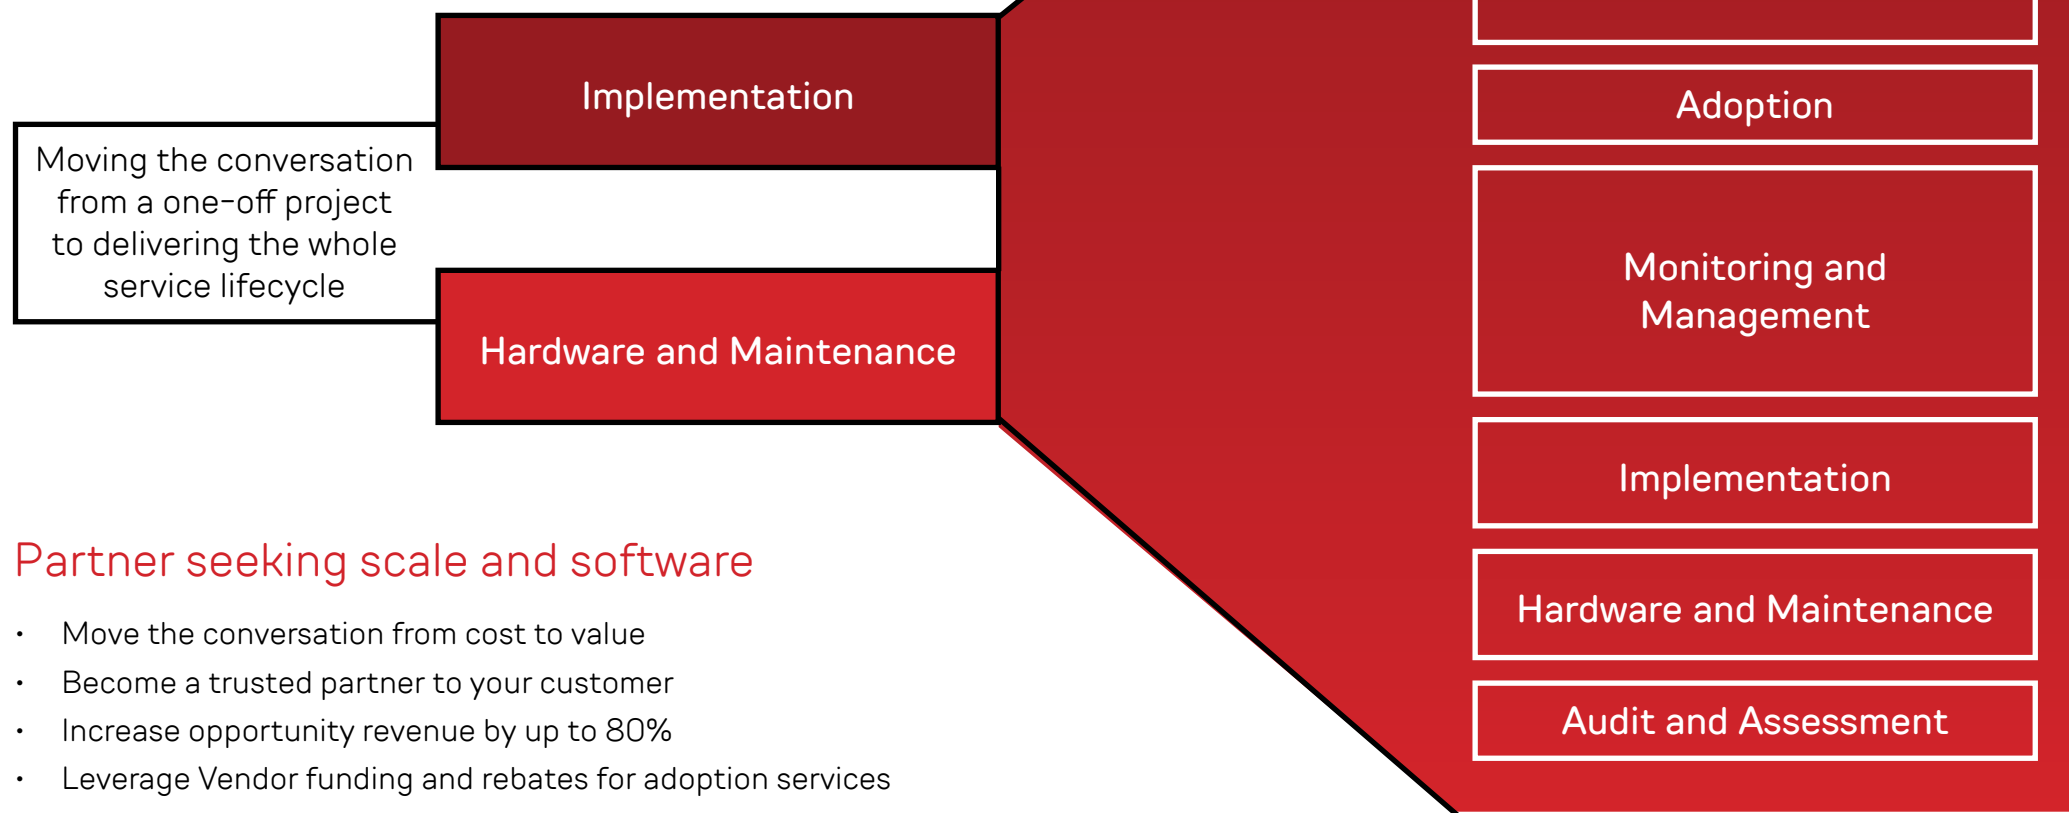 Implementation
Moving the conversation
from a one-off project
to delivering the whole
service lifecycle
Hardware and Maintenance
Partner seeking scale and software
• Move the conversation from cost to value
• Become a trusted partner to your customer
• Increase opportunity revenue by up to 80%
• Leverage Vendor funding and rebates for adoption services
Adoption
Monitoring and
Management
Implementation
Hardware and Maintenance
Audit and Assessment